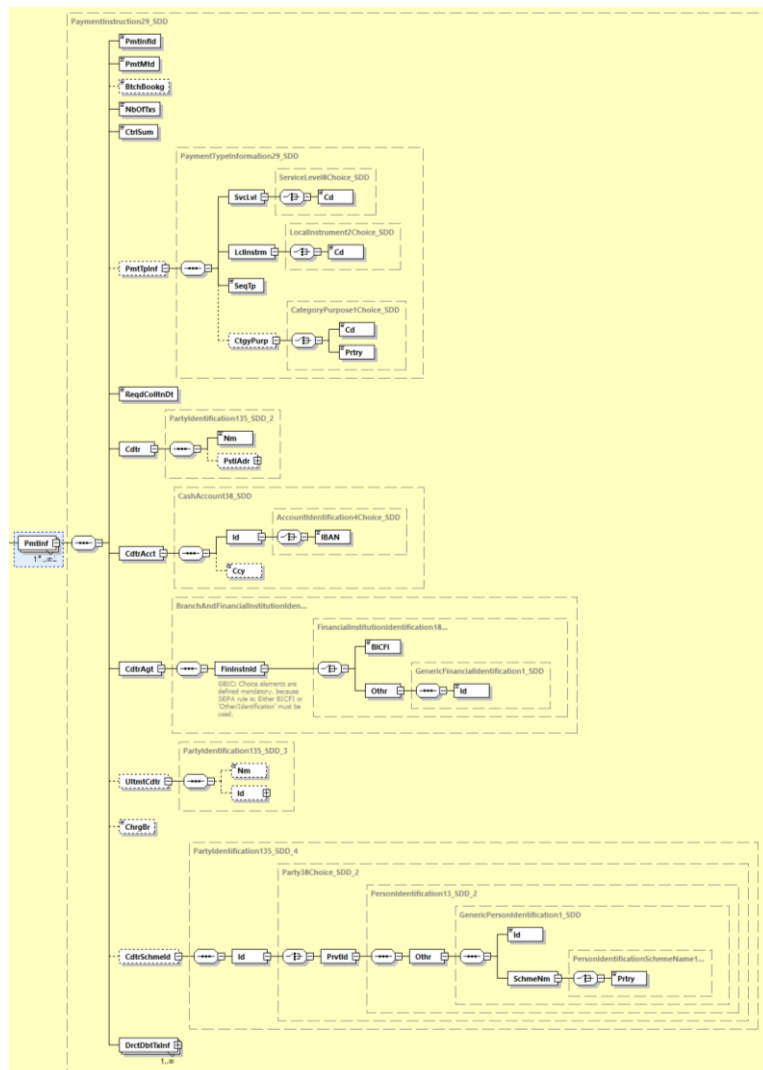 PaymentInstruction29_SDD
PmtInfId
PmtMtd
BtchBookg
NbOfTxs
CtrlSum
PaymentTypeInformation29_SDD
ServiceLevel8Choice_SDD
SvcLvl
Cd
LocalInstrument2Choice_SDD
LclInstrm
Cd
PmtTpInf
SeqTp
CategoryPurpose1Choice_SDD
Cd
CtgyPurp
Prtry
ReqdColltnDt
PartyIdentification135_SDD_2
Nm
Cdtr
PstlAdr
CashAccount38_SDD
AccountIdentification4Choice_SDD
Id
IBAN
PmtInf
1*..∞
CdtrAcct
Ccy
BranchAndFinancialInstitutionIden...
FinancialInstitutionIdentification18...
BICFI
GenericFinancialIdentification1_SDD
CdtrAgt
FinInstnId
Othr
Id
GBIC: Choice elements are
defined mandatory, because
SEPA rule is: Either BICFI or
'Other/Identification' must be
used.
PartyIdentification135_SDD_3
Nm
UltmtCdtr
Id
ChrgBr
PartyIdentification135_SDD_4
Party38Choice_SDD_2
PersonIdentification13_SDD_2
GenericPersonIdentification1_SDD
Id
CdtrSchmeId
Id
PrvtId
Othr
PersonIdentificationSchemeName1...
SchmeNm
Prtry
DrctDbtTxInf
1..∞